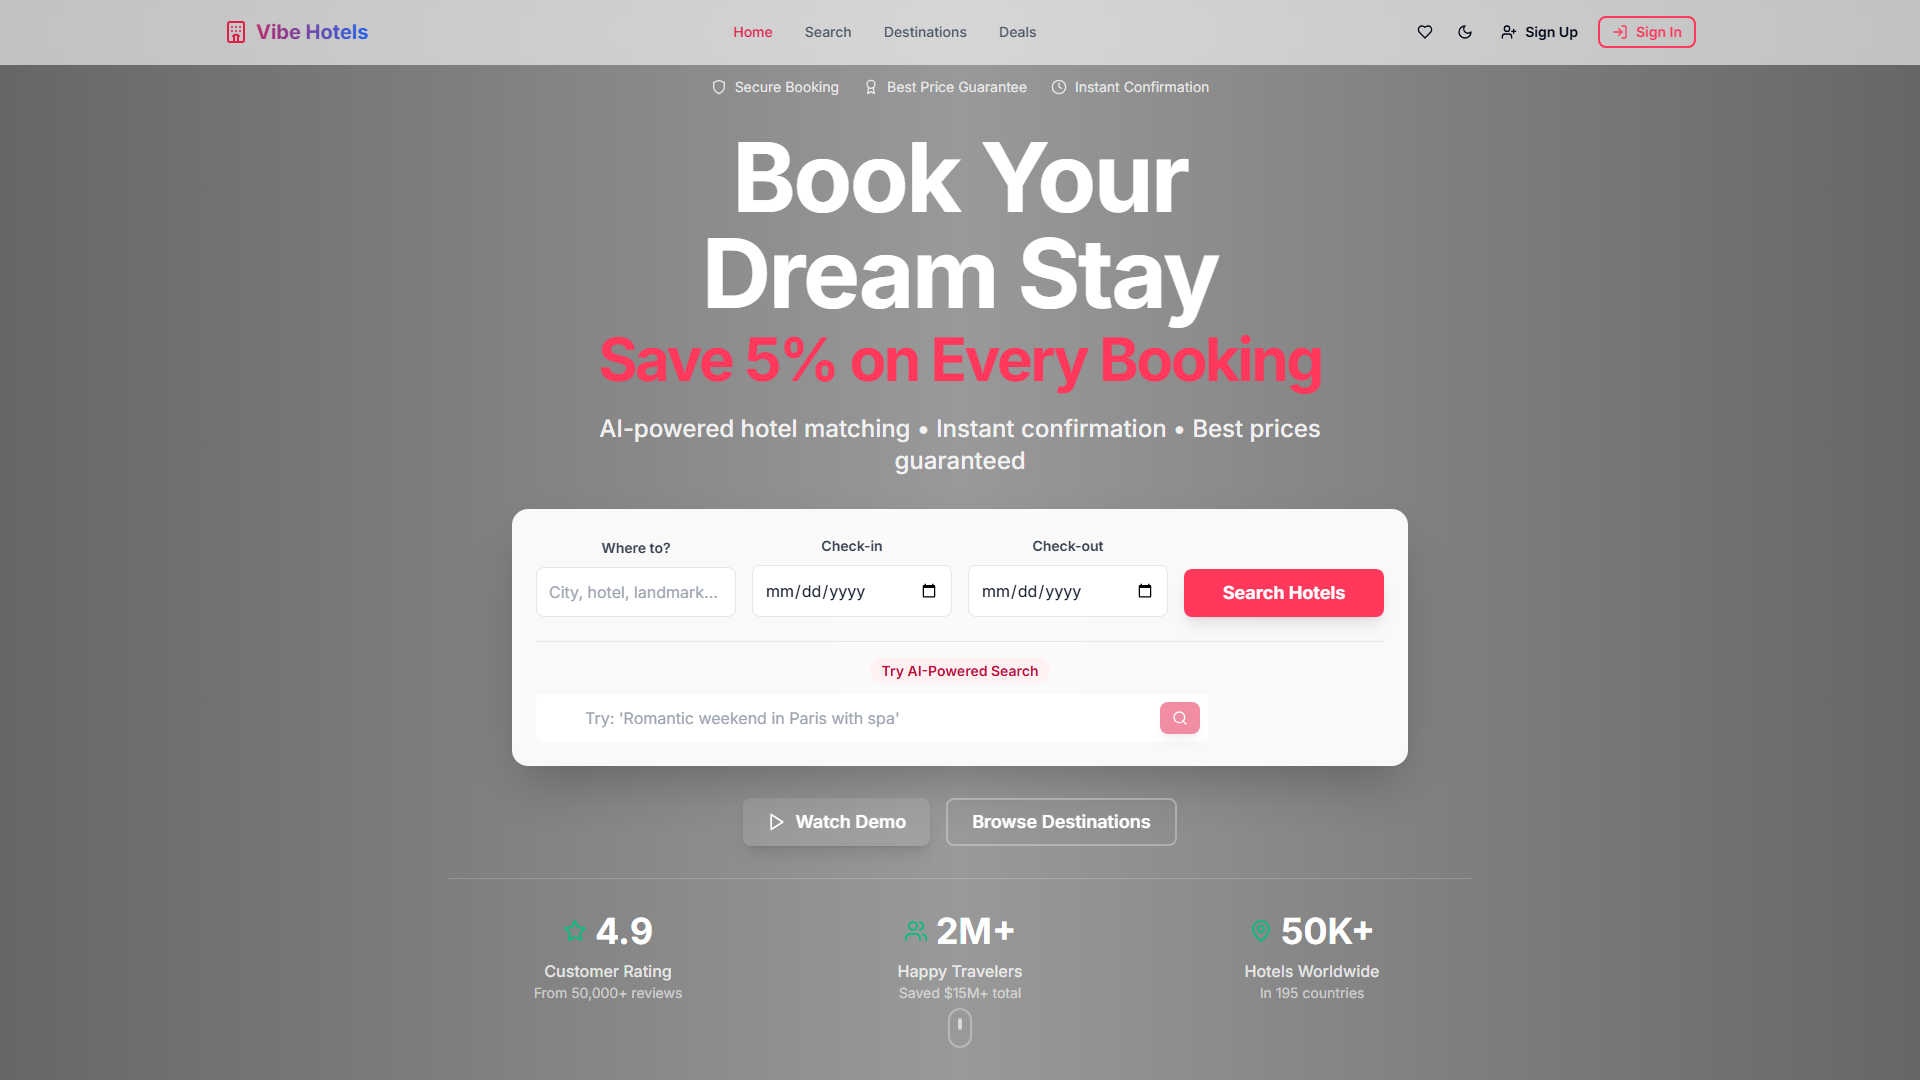 Vibe Hotels
Home
Search
Destinations
Deals
Sign Up
Sign In
Secure Booking
Best Price Guarantee
Instant Confirmation
Book Your
Dream Stay
Save 5% on Every Booking
AI-powered hotel matching • Instant confirmation • Best prices
guaranteed
Where to?
Check-in
Check-out
City, hotel, landmark...
mm/dd/yyyy
mm/dd/yyyy
Search Hotels
Try AI-Powered Search
Try: 'Romantic weekend in Paris with spa'
Watch Demo
Browse Destinations
4.9
Customer Rating
From 50,000+ reviews
2M+
Happy Travelers
Saved $15M+ total
50K+
Hotels Worldwide
In 195 countries